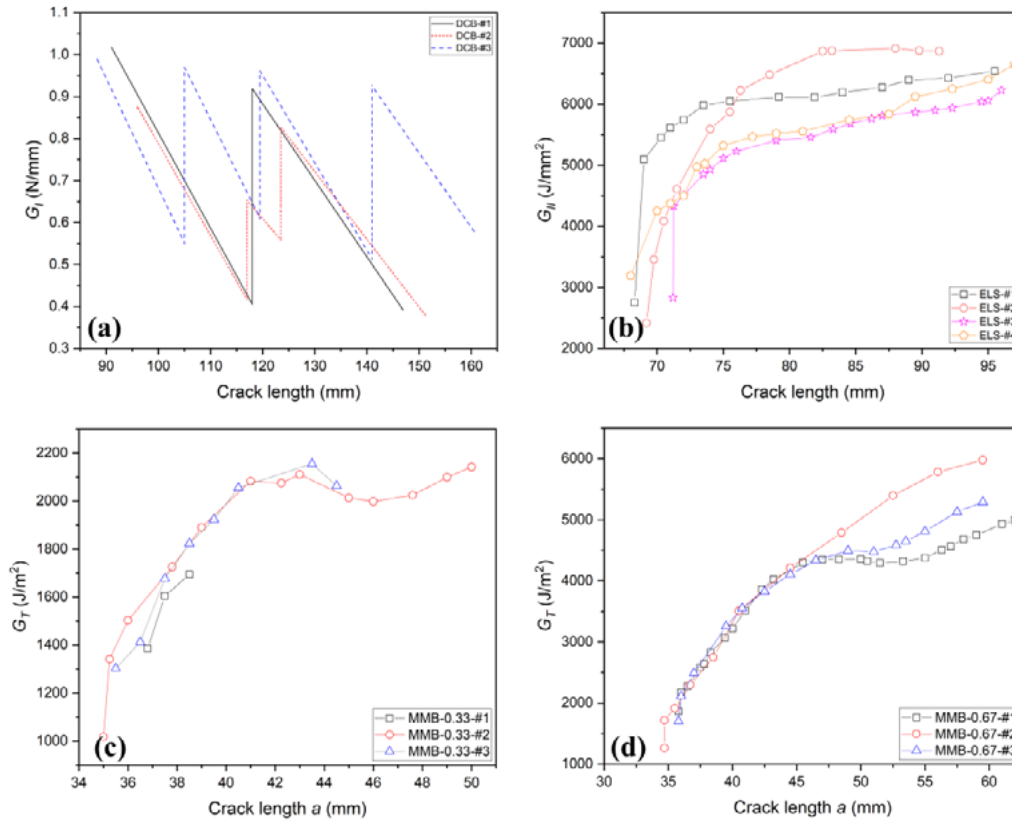 1.1
1.0
0.9
0.8
0.7
0.6
0.5
0.4
0.3
G_I (N/mm)
DCB-#1
DCB-#2
DCB-#3
(a)
90 100 110 120 130 140 150 160
Crack length (mm)
7000
6000
5000
4000
3000
2000
G_II (J/mm²)
ELS-#1
ELS-#2
ELS-#3
ELS-#4
(b)
70 75 80 85 90 95
Crack length (mm)
2200
2000
1800
1600
1400
1200
1000
G_T (J/m²)
MMB-0.33-#1
MMB-0.33-#2
MMB-0.33-#3
(c)
34 36 38 40 42 44 46 48 50
Crack length a (mm)
6000
5000
4000
3000
2000
1000
G_T (J/m²)
MMB-0.67-#1
MMB-0.67-#2
MMB-0.67-#3
(d)
30 35 40 45 50 55 60
Crack length a (mm)